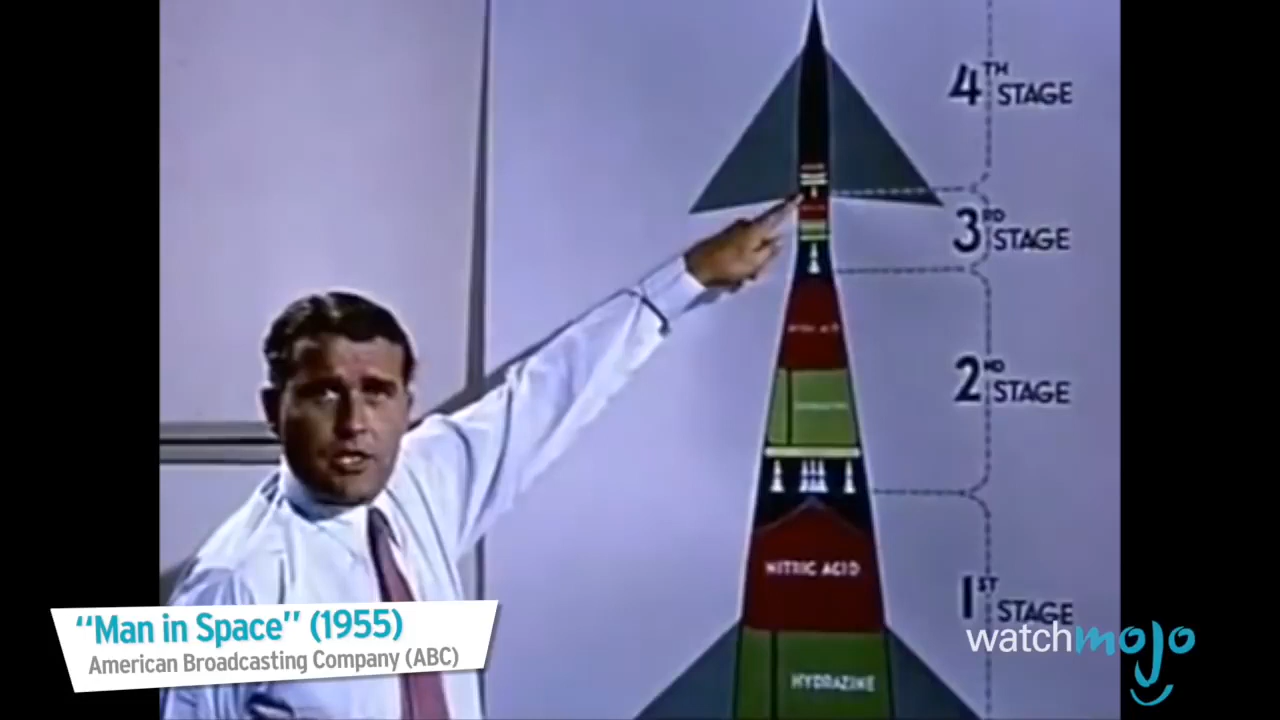 4TH STAGE
3RD STAGE
2ND STAGE
NITRIC ACID
1ST STAGE
HYDRAZINE
“Man in Space” (1955)
American Broadcasting Company (ABC)
watchmojo